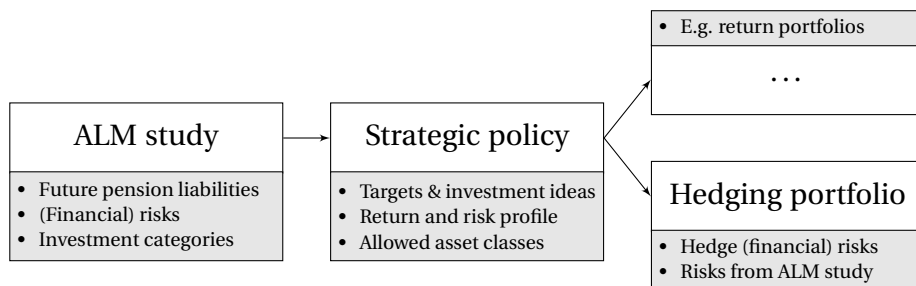 ALM study
• Future pension liabilities
• (Financial) risks
• Investment categories
Strategic policy
• Targets & investment ideas
• Return and risk profile
• Allowed asset classes
• E.g. return portfolios
...
Hedging portfolio
• Hedge (financial) risks
• Risks from ALM study